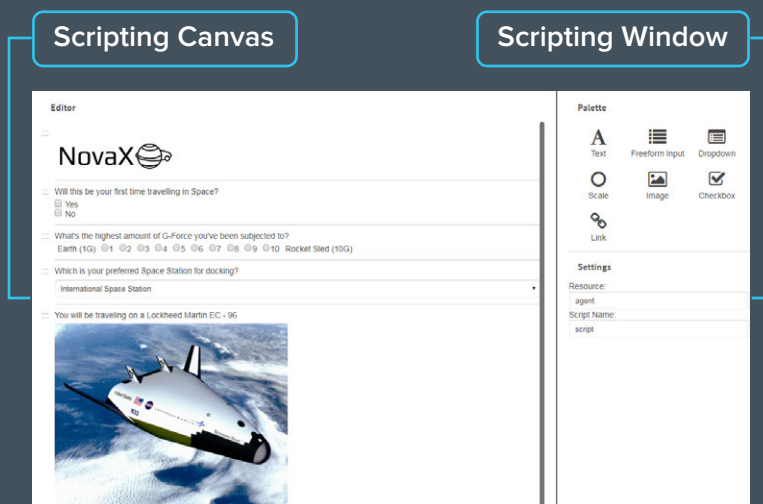 Scripting Canvas
Scripting Window
Editor
NovaX
Will this be your first time travelling in Space?
Yes
No
What's the highest amount of G-Force you've been subjected to?
Earth (1G) 1 2 3 4 5 6 7 8 9 10 Rocket Sled (10G)
Which is your preferred Space Station for docking?
International Space Station
You will be traveling on a Lockheed Martin EC - 96
Palette
Text Freeform Input Dropdown
Scale Image Checkbox
Link
Settings
Resource:
agent
Script Name:
script